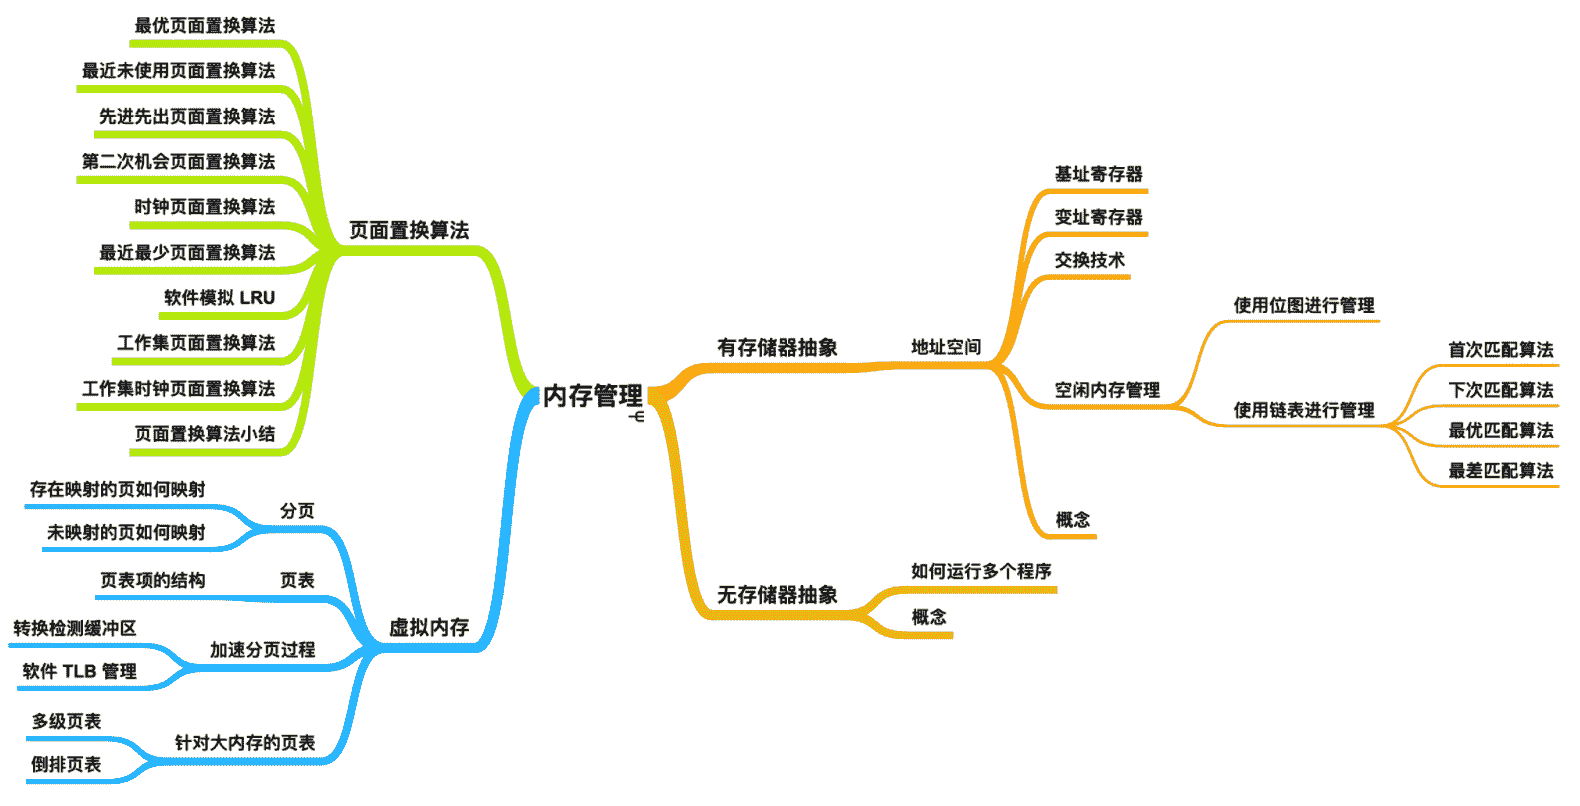 最优页面置换算法
最近未使用页面置换算法
先进先出页面置换算法
第二次机会页面置换算法
时钟页面置换算法
最近最少页面置换算法
软件模拟 LRU
工作集页面置换算法
工作集时钟页面置换算法
页面置换算法小结
页面置换算法
存在映射的页如何映射
未映射的页如何映射
分页
页表项的结构
页表
转换检测缓冲区
软件 TLB 管理
加速分页过程
多级页表
倒排页表
针对大内存的页表
虚拟内存
内存管理
有存储器抽象
地址空间
基址寄存器
变址寄存器
交换技术
空闲内存管理
使用位图进行管理
使用链表进行管理
首次匹配算法
下次匹配算法
最优匹配算法
最差匹配算法
概念
无存储器抽象
如何运行多个程序
概念